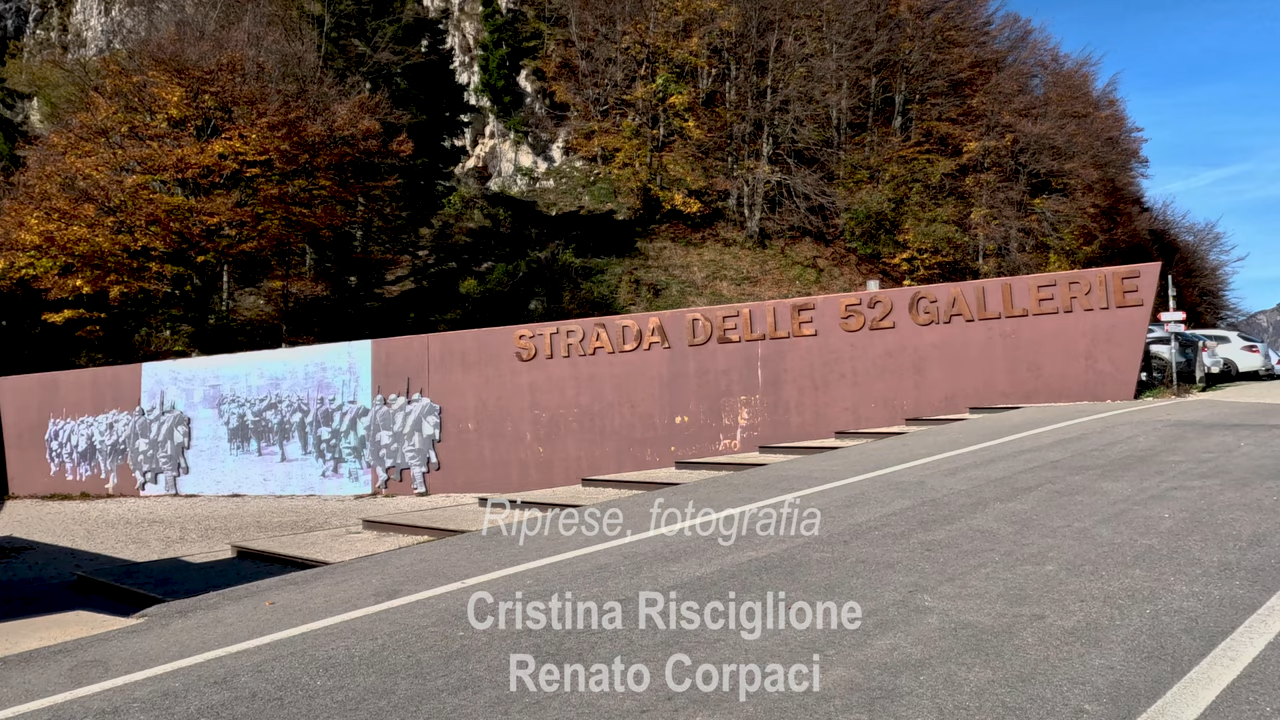 STRADA DELLE 52 GALLERIE
Riprese, fotografia
Cristina Risciglione
Renato Corpaci